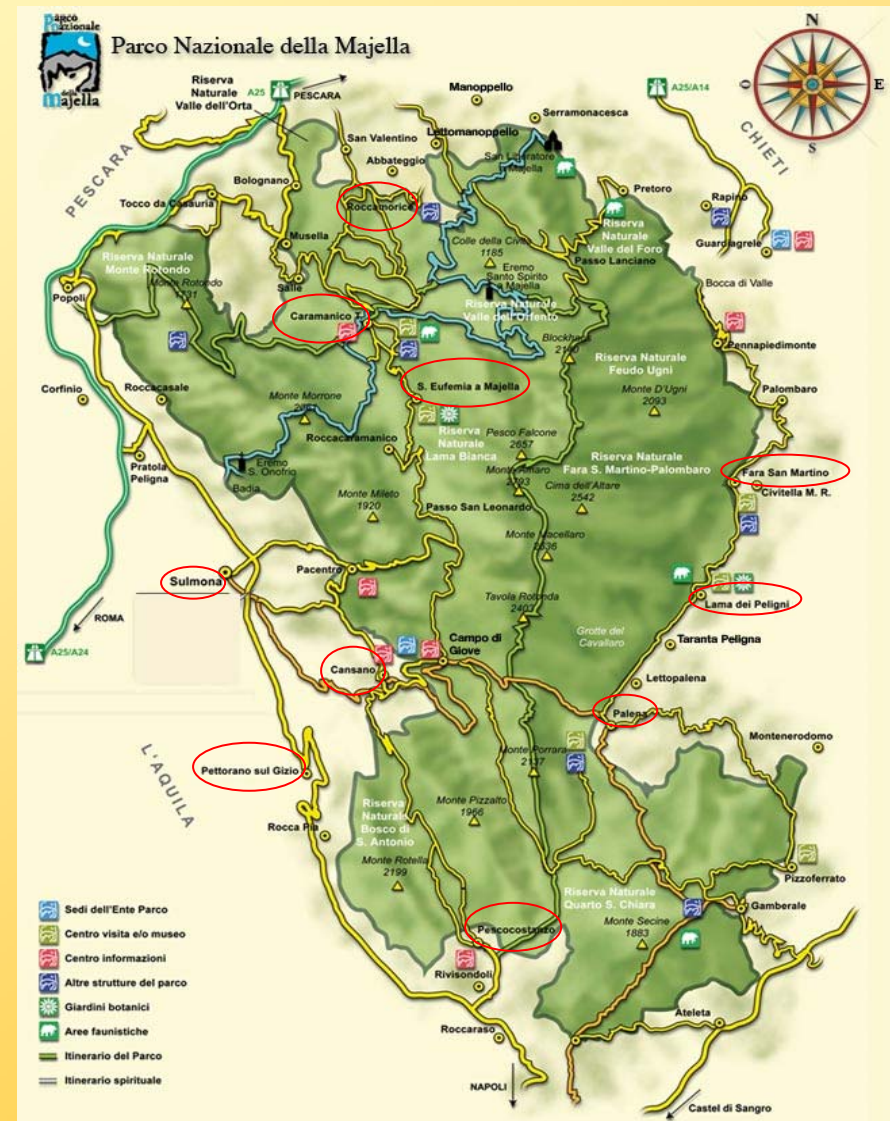 Parco
Nazionale
della
Majella
Parco Nazionale della Majella
N
O
E
S
Riserva
Naturale
Valle dell'Orta
A25
PESCARA
Manoppello
A25/A14
Serramonacesca
CHIETI
PESCARA
San Valentino
Lettomanoppello
San Liberatore
a Majella
Abbateggio
Bolognano
Pretoro
Rapino
Tocco da Casauria
Roccamorice
Riserva
Naturale
Valle del Foro
Guardiagrele
Musella
Colle della Civita
1185
Passo Lanciano
Riserva Naturale
Monte Rotondo
Eremo
Santo Spirito
a Majella
Bocca di Valle
Monte Rotondo
1731
Salle
Popoli
Riserva Naturale
Valle dell'Orfento
Caramanico T.
Blockhaus
2140
Pennapiedimonte
Riserva Naturale
Feudo Ugni
Corfinio
Roccacasale
Monte Morrone
S. Eufemia a Majella
Monte D'Ugni
2093
Palombaro
Roccacaramanico
Riserva
Naturale
Lama Bianca
Pesco Falcone
2657
Riserva Naturale
Fara S. Martino-Palombaro
Pratola
Peligna
Eremo
S. Onofrio
Badia
Monte Amaro
2793
Cima dell'Altare
2542
Fara San Martino
Civitella M. R.
Monte Mileto
1920
Passo San Leonardo
Monte Macellaro
2636
Sulmona
Pacentro
Tavola Rotonda
2403
Lama dei Peligni
ROMA
A25/A24
Grotte del
Cavallaro
Taranta Peligna
Campo di
Giove
Cansano
Lettopalena
Palena
Montenerodomo
L'AQUILA
Pettorano sul Gizio
Monte Porrara
2137
Riserva
Naturale
Bosco di
S. Antonio
Monte Pizzalto
1966
Rocca Pia
Monte Rotella
2199
Pizzoferrato
Riserva Naturale
Quarto S. Chiara
Gamberale
Pescocostanzo
Monte Secine
1883
Rivisondoli
Ateleta
Roccaraso
NAPOLI
Castel di Sangro
Sedi dell'Ente Parco
Centro visita e/o museo
Centro informazioni
Altre strutture del parco
Giardini botanici
Aree faunistiche
Itinerario del Parco
Itinerario spirituale